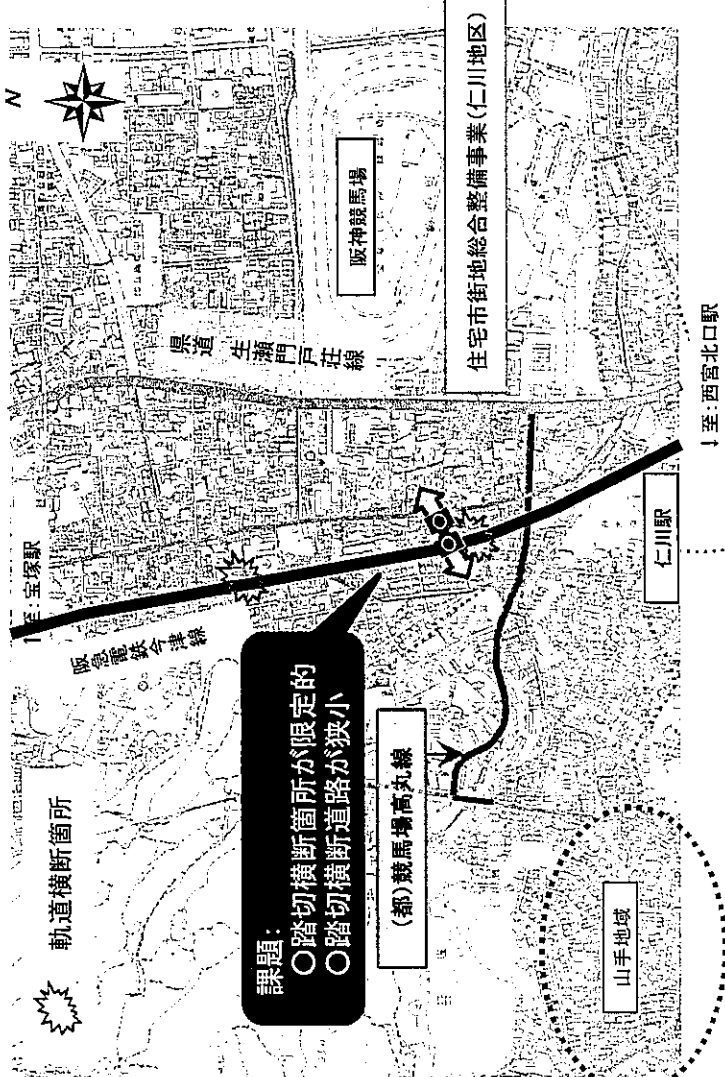 軌道横断箇所
N
↑至：宝塚駅
阪急電鉄今津線
県道 生瀬門戸荘線
阪神競馬場
住宅市街地総合整備事業（仁川地区）
課題：
○踏切横断箇所が限定的
○踏切横断道路が狭小
（都）競馬場高丸線
山手地域
仁川駅
↓至：西宮北口駅